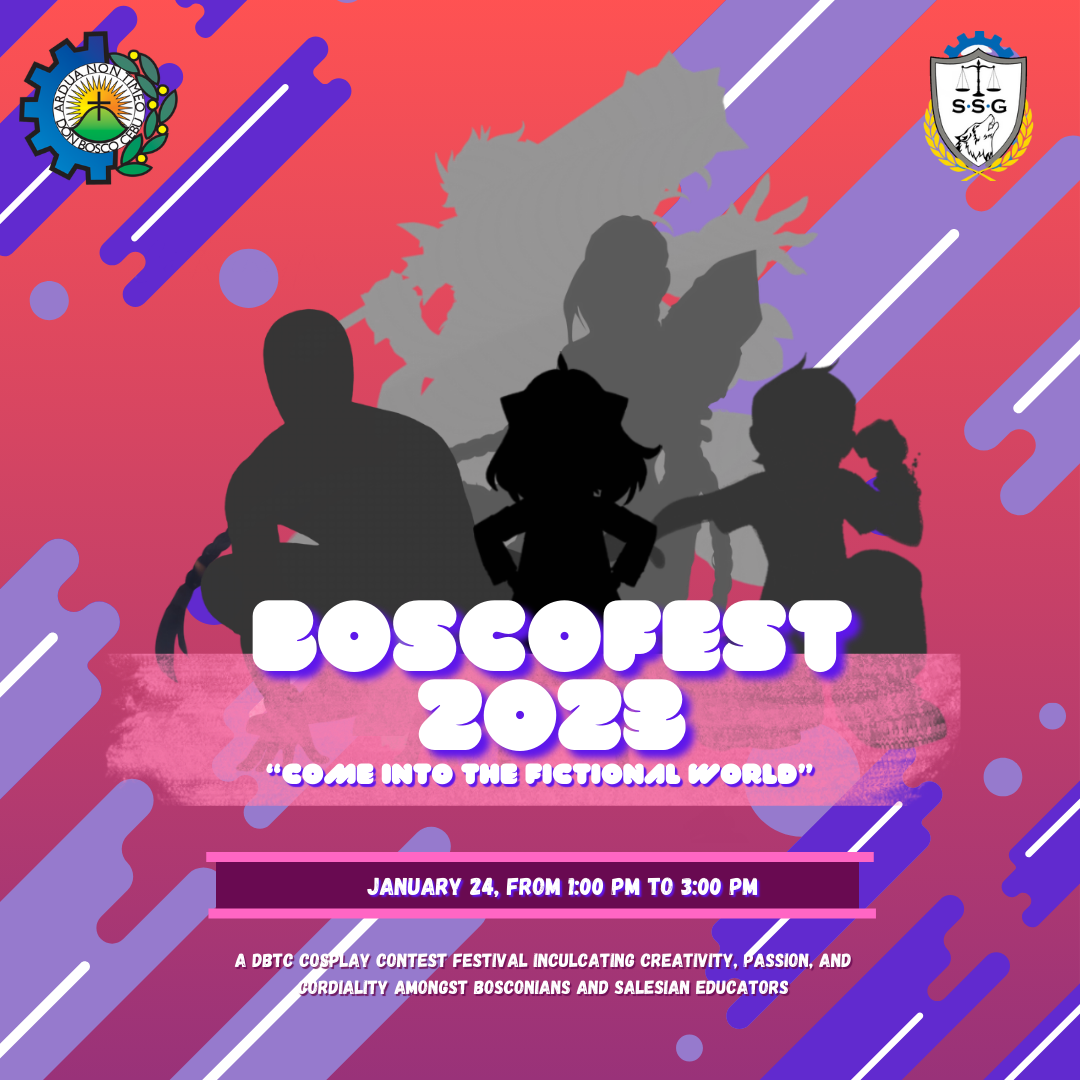 ARDUA NON TIMEO
DON BOSCO CEBU
S·S·G
BOSCOFEST
2023
“COME INTO THE FICTIONAL WORLD”
JANUARY 24, FROM 1:00 PM TO 3:00 PM
A DBTC COSPLAY CONTEST FESTIVAL INCULCATING CREATIVITY, PASSION, AND
CORDIALITY AMONGST BOSCONIANS AND SALESIAN EDUCATORS